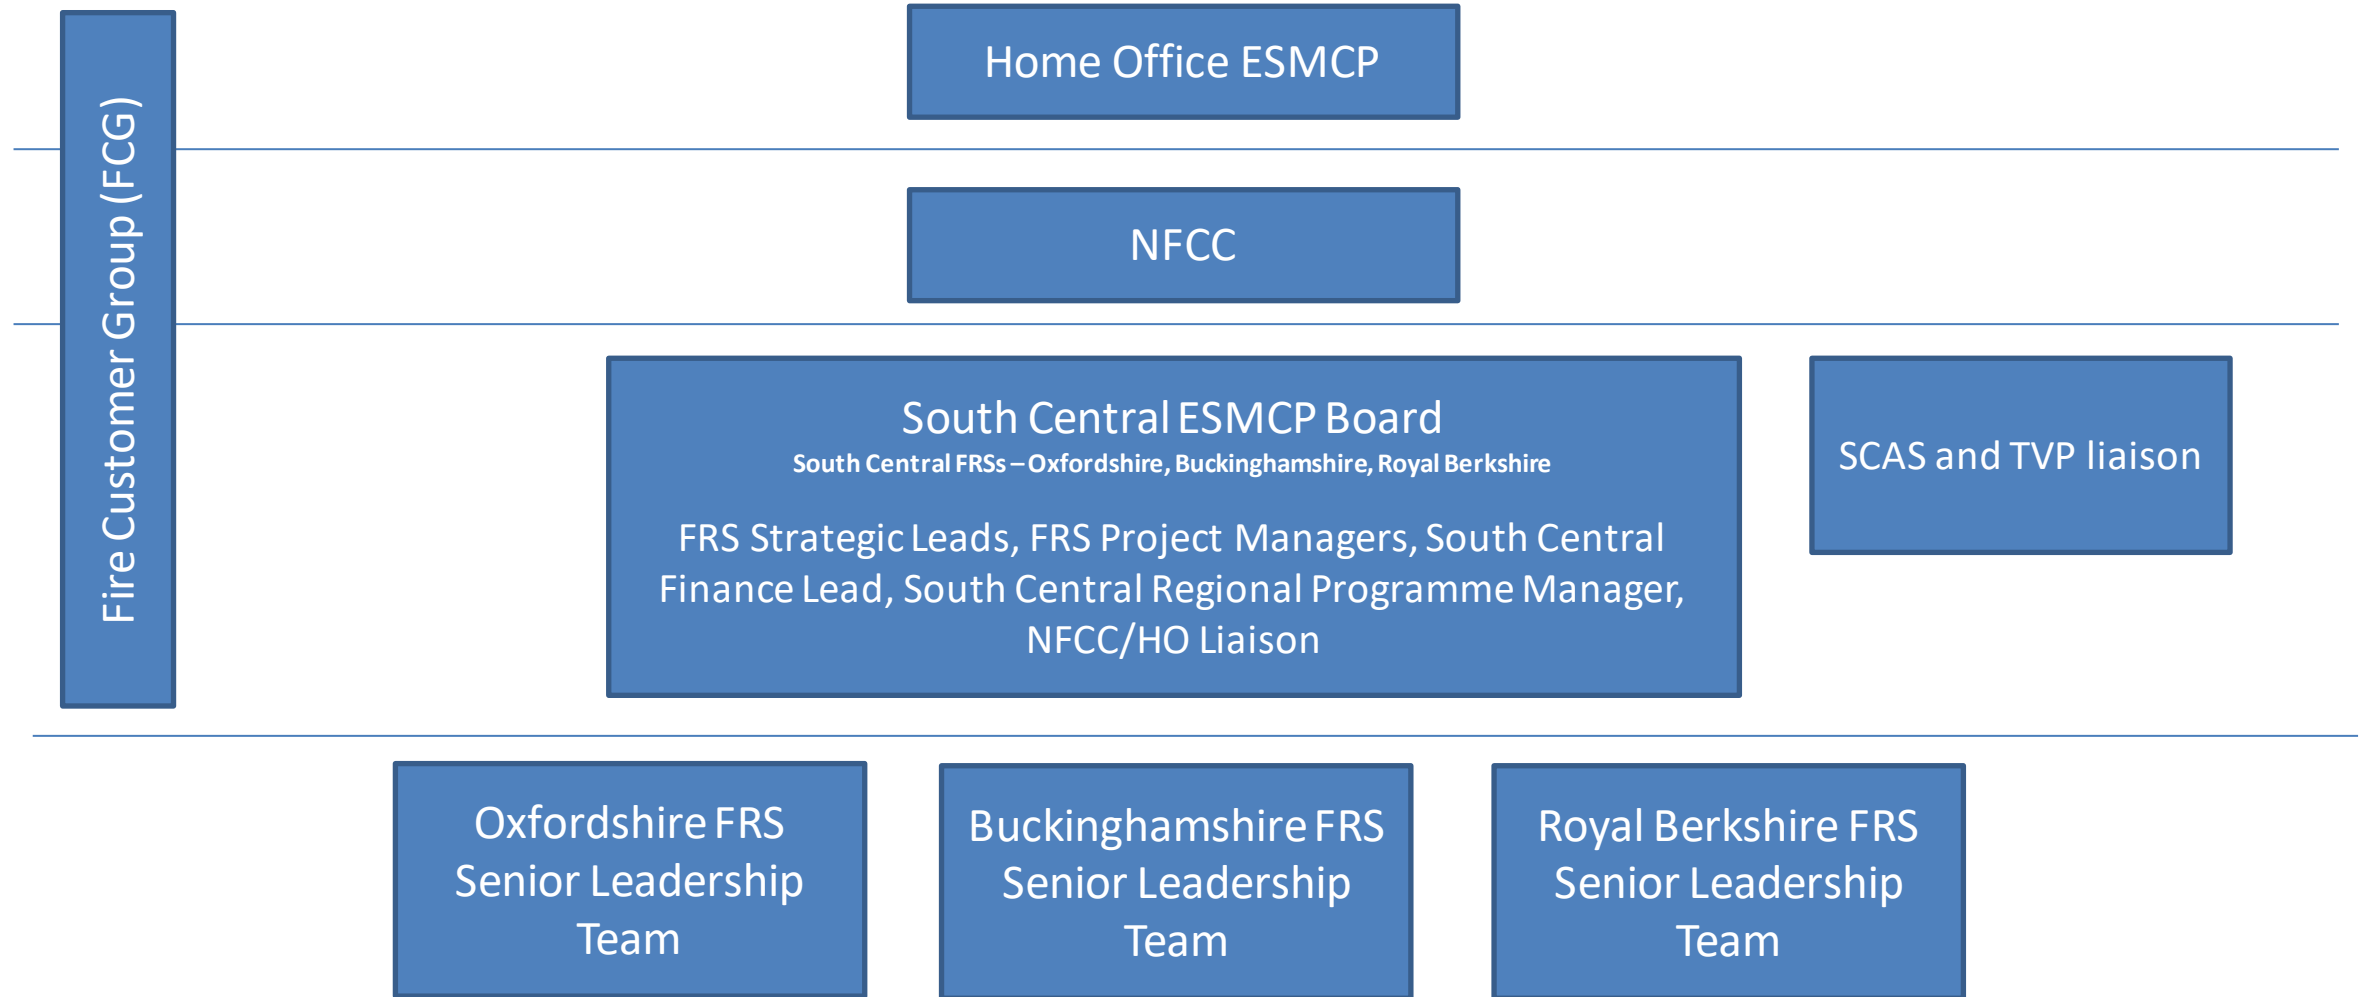 Fire Customer Group (FCG)
Home Office ESMCP
NFCC
South Central ESMCP Board
South Central FRSs – Oxfordshire, Buckinghamshire, Royal Berkshire
FRS Strategic Leads, FRS Project Managers, South Central
Finance Lead, South Central Regional Programme Manager,
NFCC/HO Liaison
SCAS and TVP liaison
Oxfordshire FRS
Senior Leadership
Team
Buckinghamshire FRS
Senior Leadership
Team
Royal Berkshire FRS
Senior Leadership
Team